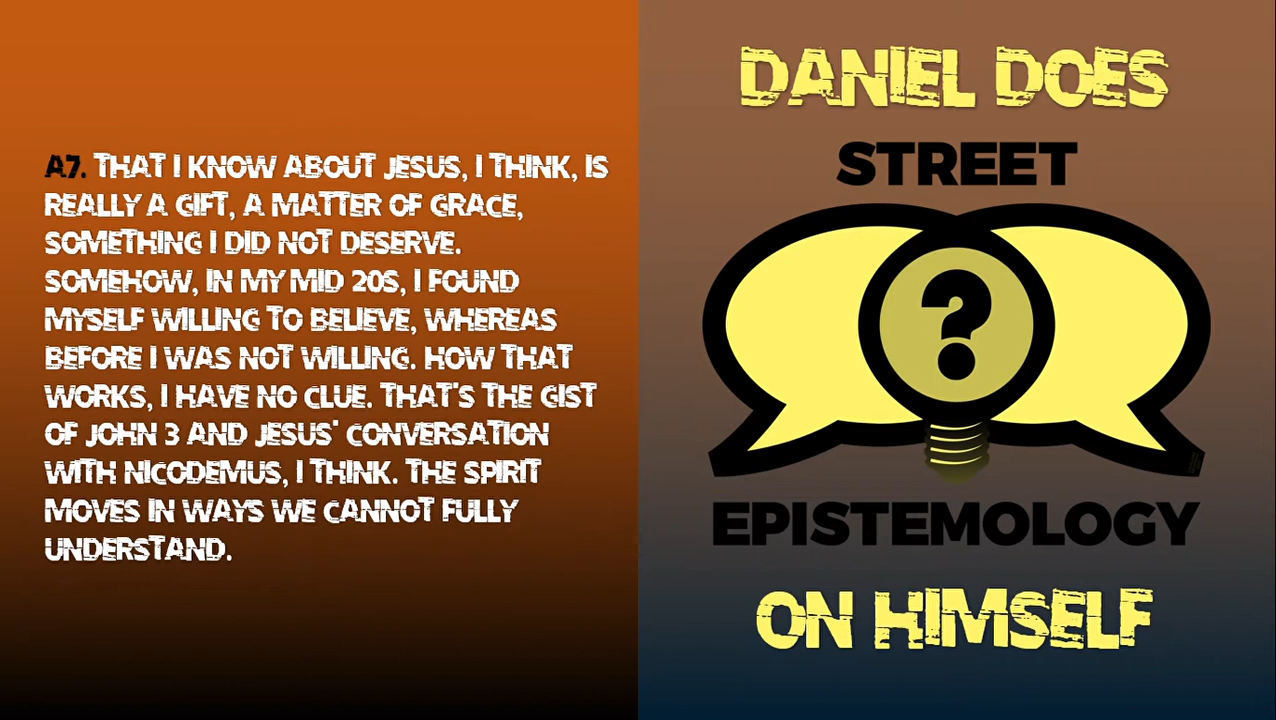 A7. THAT I KNOW ABOUT JESUS, I THINK, IS
REALLY A GIFT, A MATTER OF GRACE,
SOMETHING I DID NOT DESERVE.
SOMEHOW, IN MY MID 20S, I FOUND
MYSELF WILLING TO BELIEVE, WHEREAS
BEFORE I WAS NOT WILLING. HOW THAT
WORKS, I HAVE NO CLUE. THAT'S THE GIST
OF JOHN 3 AND JESUS' CONVERSATION
WITH NICODEMUS, I THINK. THE SPIRIT
MOVES IN WAYS WE CANNOT FULLY
UNDERSTAND.
DANIEL DOES
STREET
?
EPISTEMOLOGY
ON HIMSELF